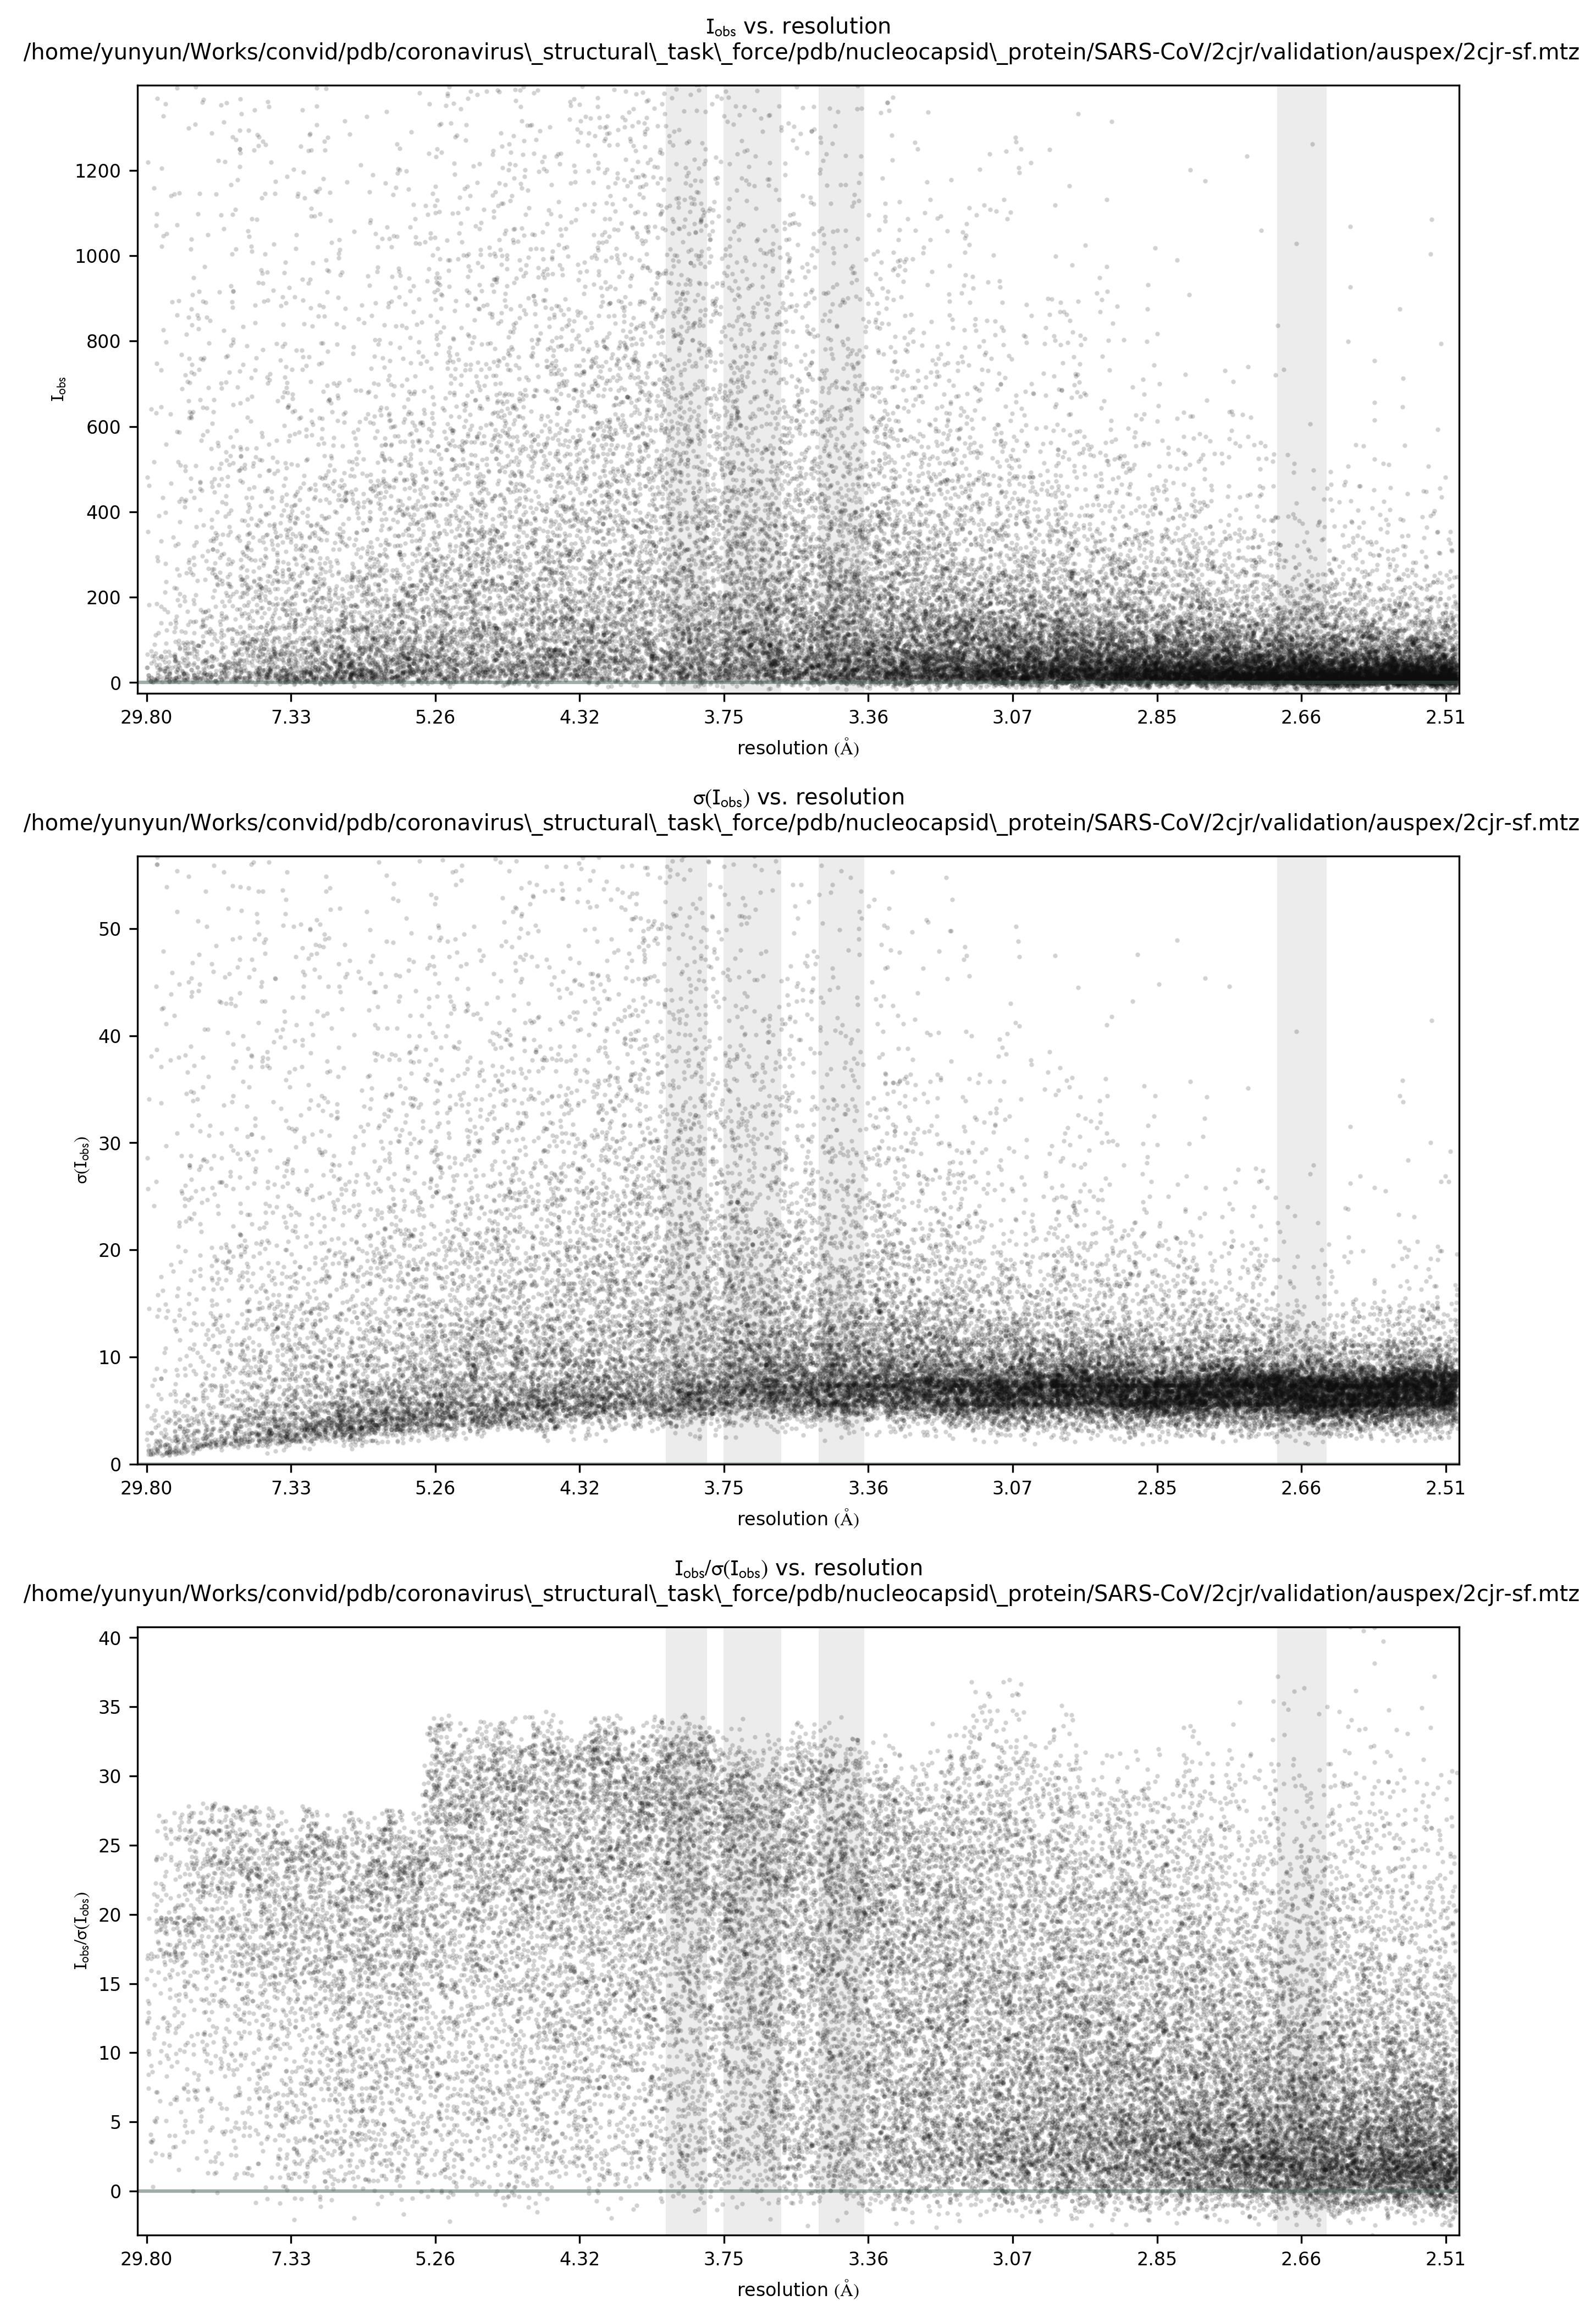 Iobs vs. resolution
/home/yunyun/Works/convid/pdb/coronavirus\_structural\_task\_force/pdb/nucleocapsid\_protein/SARS-CoV/2cjr/validation/auspex/2cjr-sf.mtz
1200
1000
800
600
400
200
0
Iobs
29.80 7.33 5.26 4.32 3.75 3.36 3.07 2.85 2.66 2.51
resolution (Å)
σ(Iobs) vs. resolution
/home/yunyun/Works/convid/pdb/coronavirus\_structural\_task\_force/pdb/nucleocapsid\_protein/SARS-CoV/2cjr/validation/auspex/2cjr-sf.mtz
50
40
30
20
10
0
σ(Iobs)
29.80 7.33 5.26 4.32 3.75 3.36 3.07 2.85 2.66 2.51
resolution (Å)
Iobs/σ(Iobs) vs. resolution
/home/yunyun/Works/convid/pdb/coronavirus\_structural\_task\_force/pdb/nucleocapsid\_protein/SARS-CoV/2cjr/validation/auspex/2cjr-sf.mtz
40
35
30
25
20
15
10
5
0
Iobs/σ(Iobs)
29.80 7.33 5.26 4.32 3.75 3.36 3.07 2.85 2.66 2.51
resolution (Å)